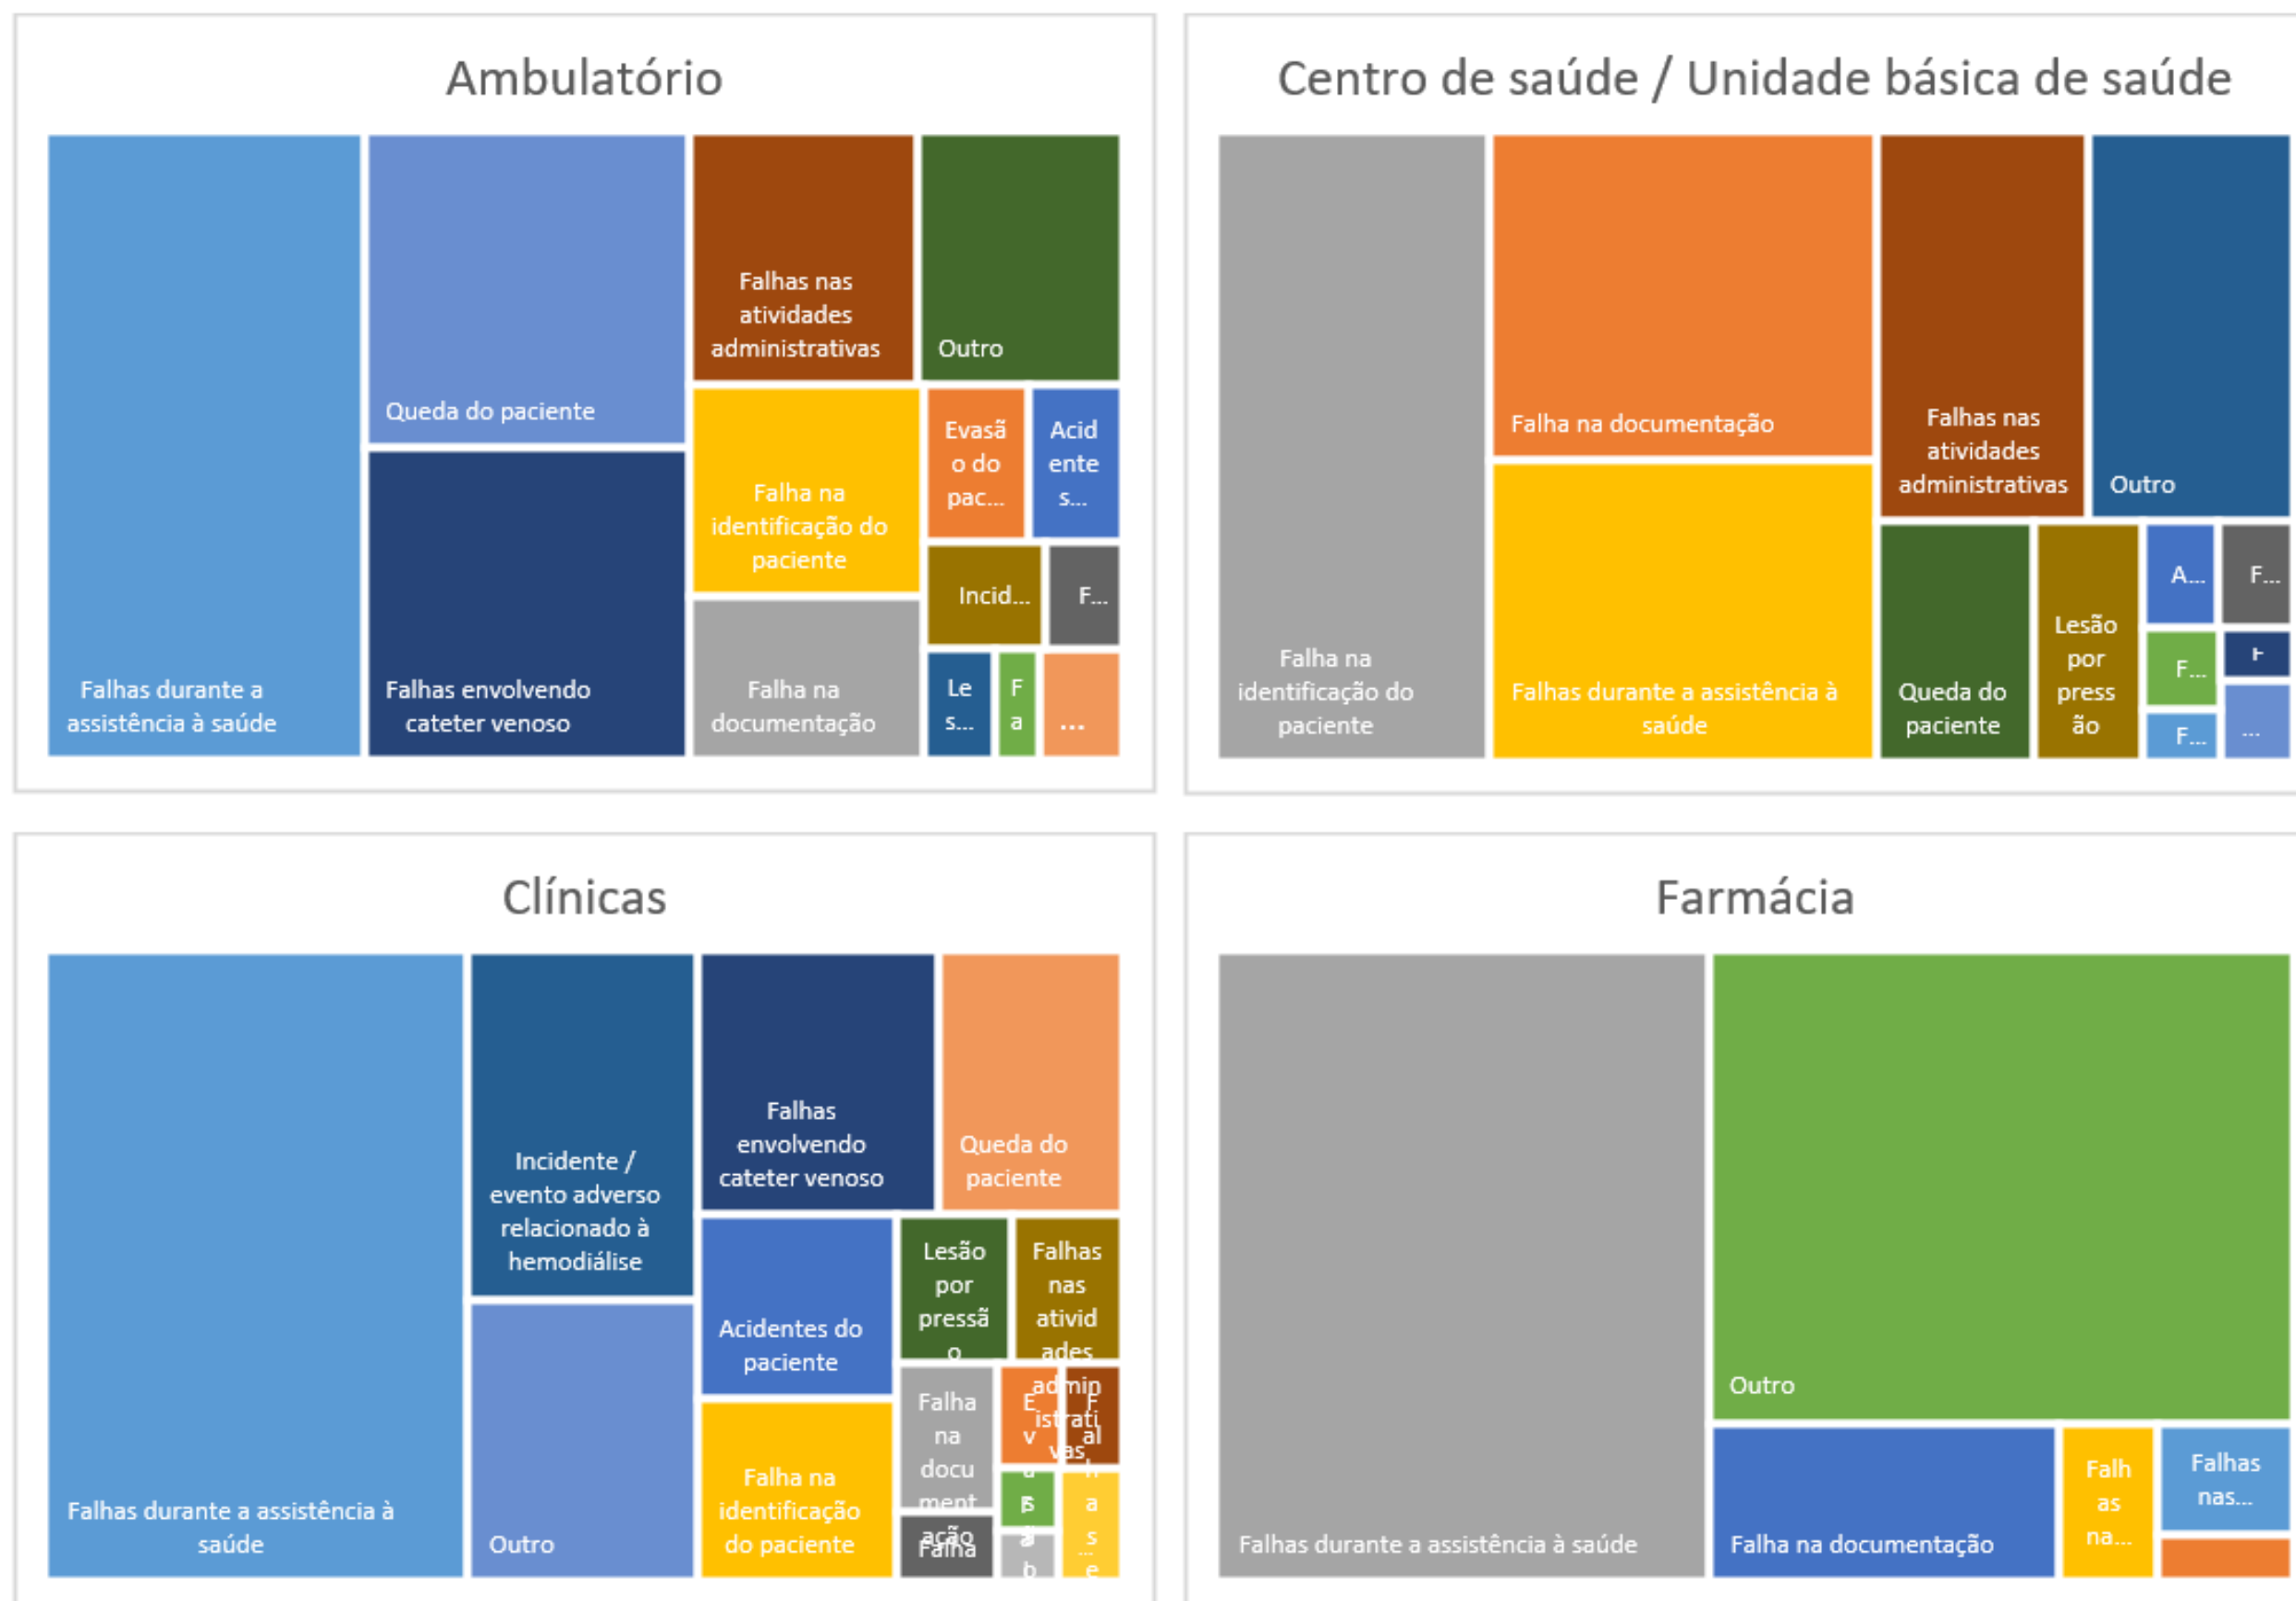 Ambulatório
Falhas durante a
assistência à saúde
Queda do paciente
Falhas envolvendo
cateter venoso
Falhas nas
atividades
administrativas
Outro
Falha na
identificação do
paciente
Falha na
documentação
Evasã
o do
pac...
Acid
ente
s...
Incid...
F...
Le
s...
F
a
...
Centro de saúde / Unidade básica de saúde
Falha na
identificação do
paciente
Falha na documentação
Falhas durante a assistência à
saúde
Falhas nas
atividades
administrativas
Outro
Queda do
paciente
Lesão
por
press
ão
A...
F...
F...
F
F...
...
Clínicas
Falhas durante a assistência à
saúde
Incidente /
evento adverso
relacionado à
hemodiálise
Outro
Falhas
envolvendo
cateter venoso
Queda do
paciente
Acidentes do
paciente
Falha na
identificação
do paciente
Lesão
por
pressã
o
Falhas
nas
ativid
ades
admin
istrati
vas
Falha
na
docu
ment
ação
Falha
E
v
F
al
h
a
s
e
b
...
Farmácia
Falhas durante a assistência à saúde
Outro
Falha na documentação
Falh
as
na...
Falhas
nas...